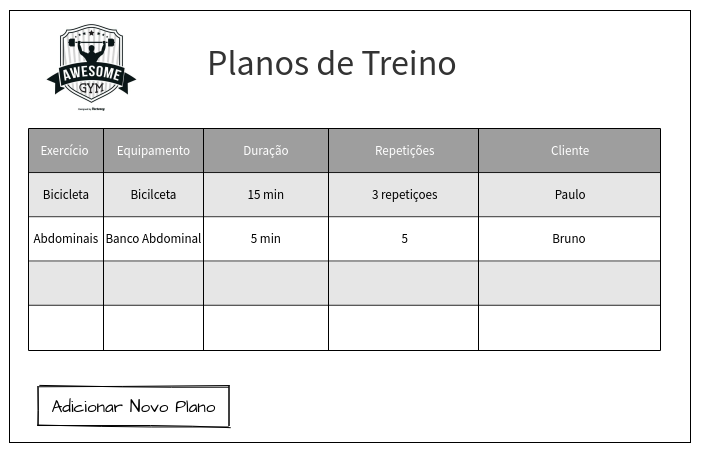 AWESOME
GYM
Planos de Treino
Exercício Equipamento Duração Repetições Cliente
Bicicleta Bicilceta 15 min 3 repetiçoes Paulo
Abdominais Banco Abdominal 5 min 5 Bruno
Adicionar Novo Plano